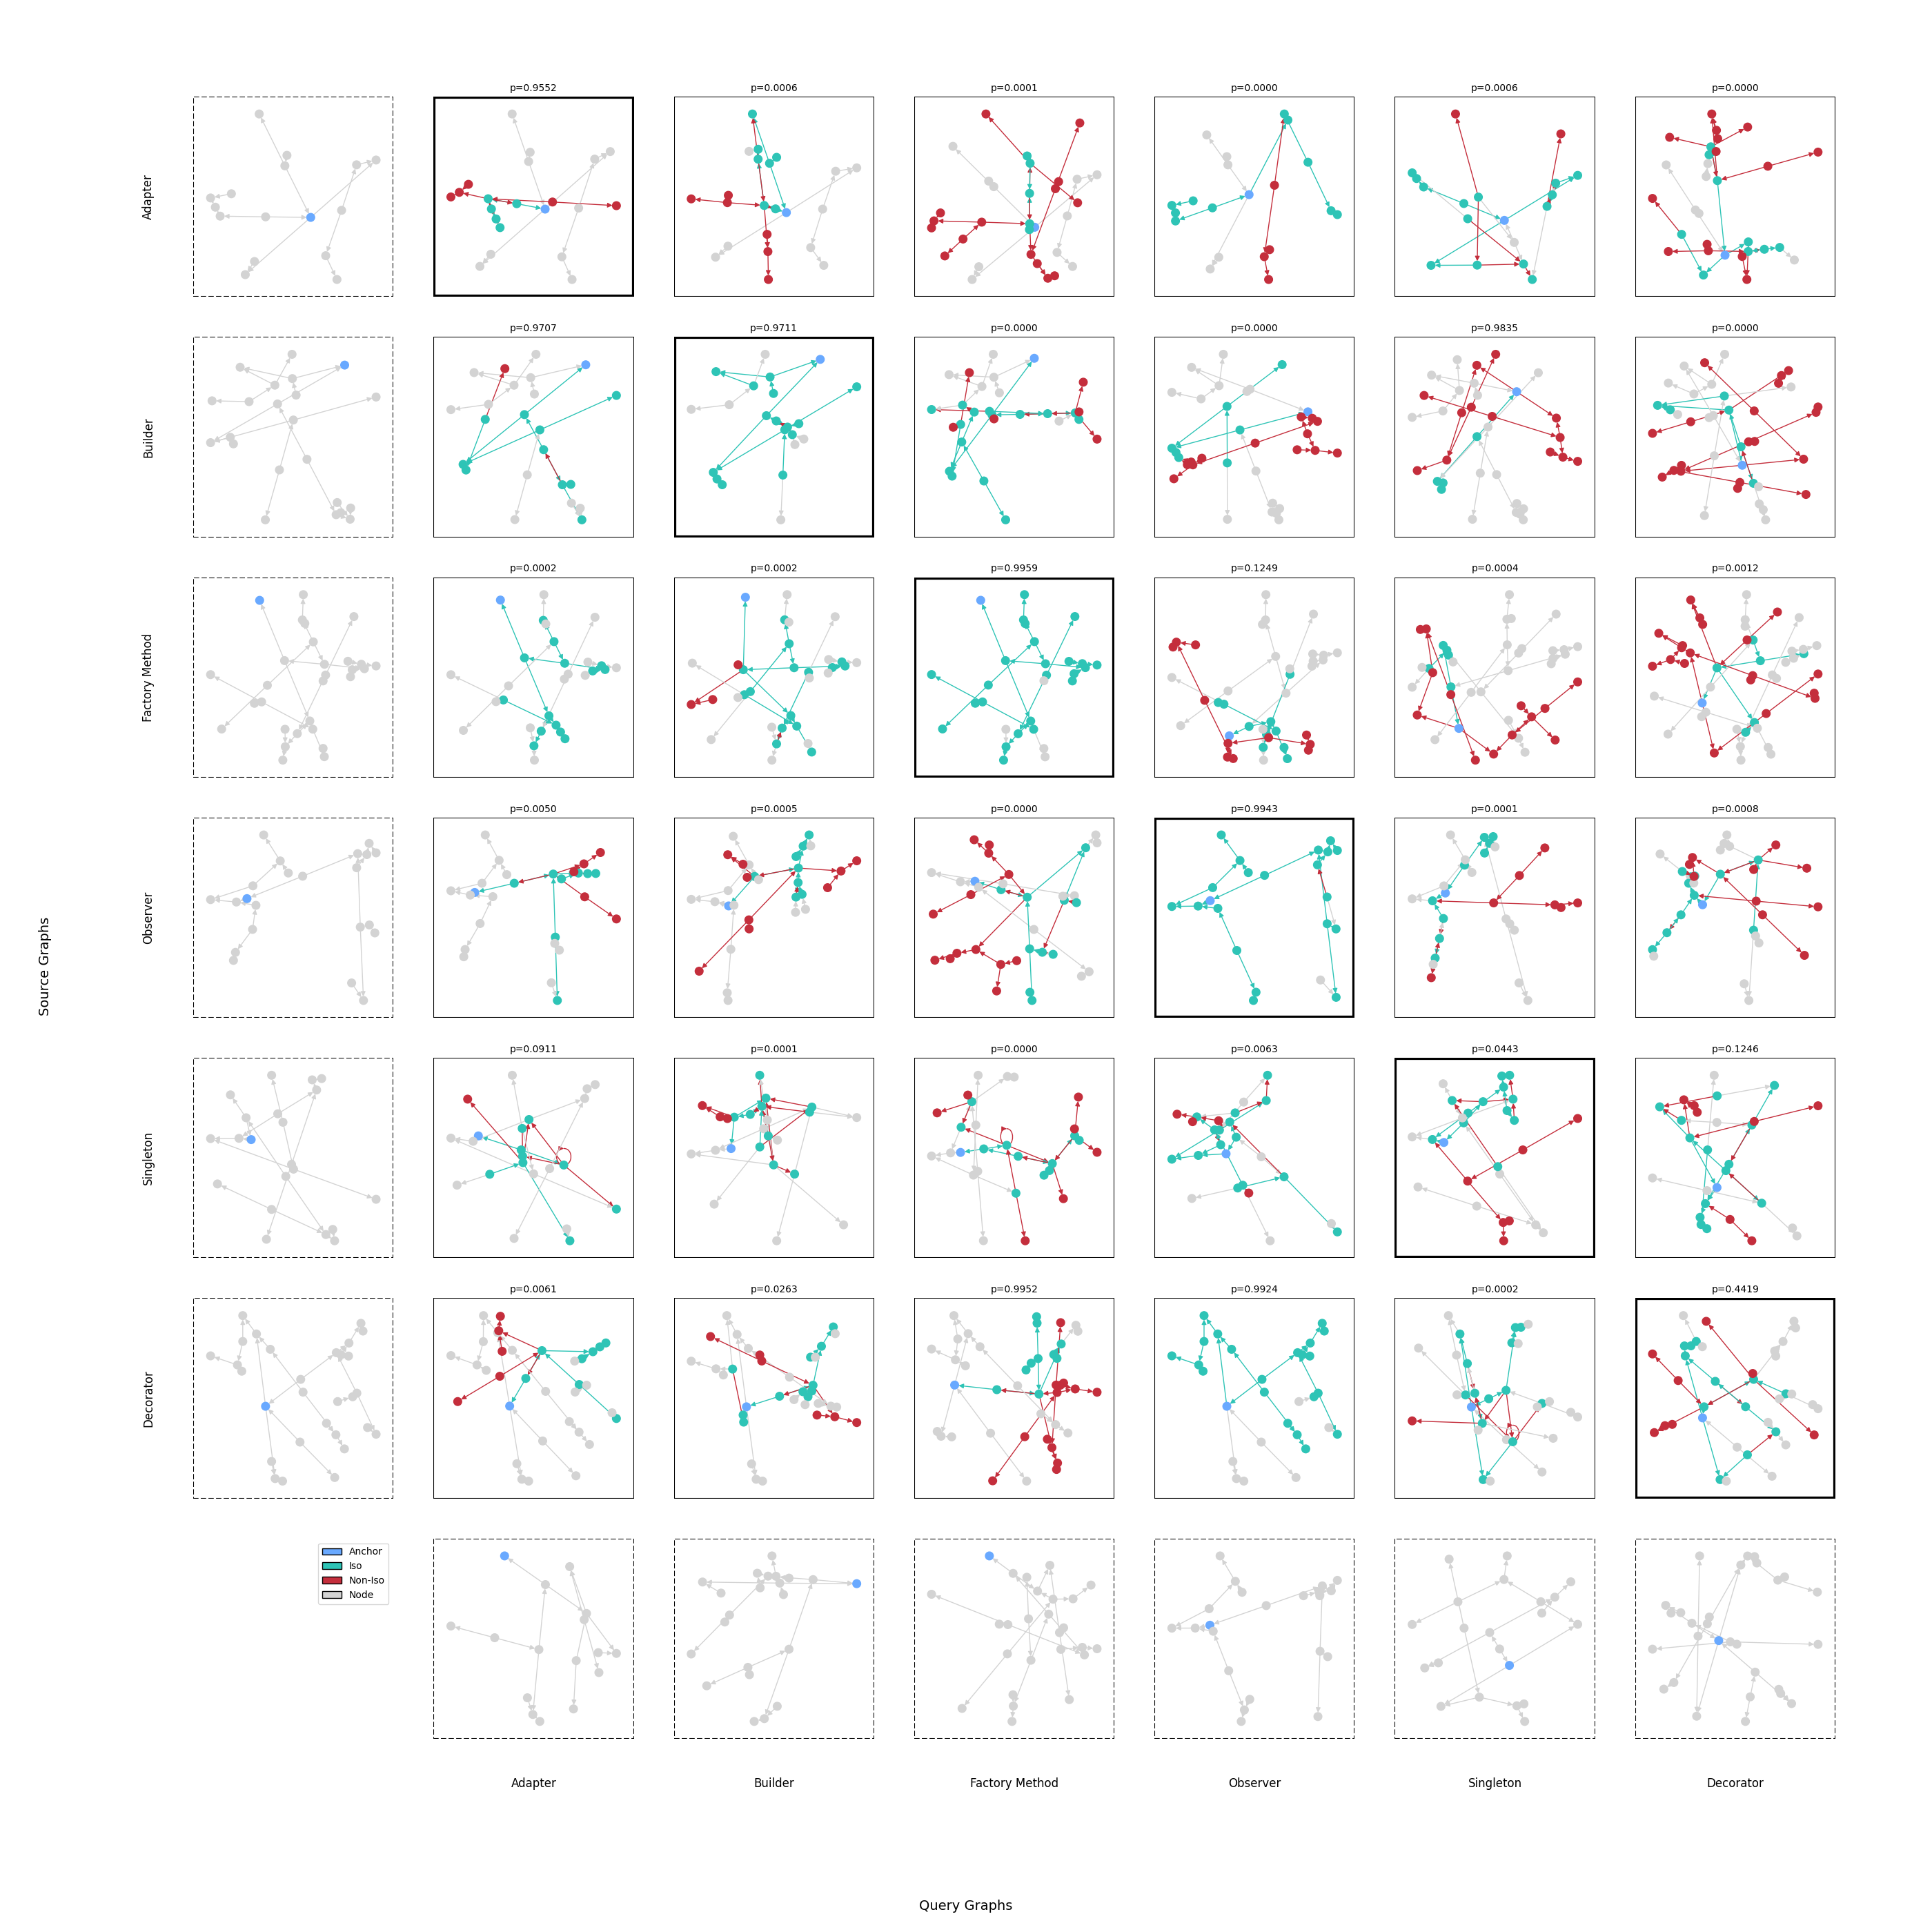 p=0.9552 p=0.0006 p=0.0001 p=0.0000 p=0.0006 p=0.0000
Adapter
p=0.9707 p=0.9711 p=0.0000 p=0.0000 p=0.9835 p=0.0000
Builder
p=0.0002 p=0.0002 p=0.9959 p=0.1249 p=0.0004 p=0.0012
Factory Method
p=0.0050 p=0.0005 p=0.0000 p=0.9943 p=0.0001 p=0.0008
Observer
Source Graphs
p=0.0911 p=0.0001 p=0.0000 p=0.0063 p=0.0443 p=0.1246
Singleton
p=0.0061 p=0.0263 p=0.9952 p=0.9924 p=0.0002 p=0.4419
Decorator
Anchor
Iso
Non-Iso
Node
Adapter Builder Factory Method Observer Singleton Decorator
Query Graphs